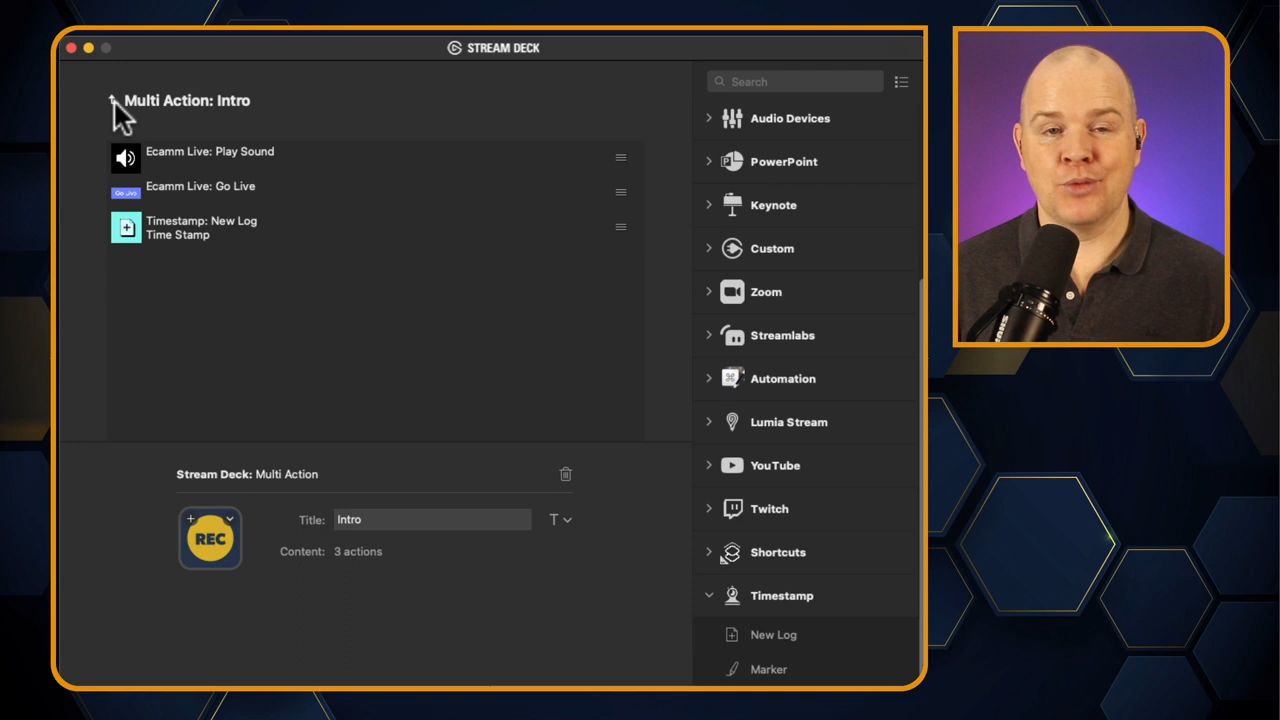 STREAM DECK
Multi Action: Intro
Ecamm Live: Play Sound
Go Live
Ecamm Live: Go Live
Timestamp: New Log
Time Stamp
Stream Deck: Multi Action
REC
Title:
Intro
T
Content:
3 actions
Search
Audio Devices
P
PowerPoint
Keynote
Custom
Zoom
Streamlabs
Automation
Lumia Stream
YouTube
Twitch
Shortcuts
Timestamp
New Log
Marker